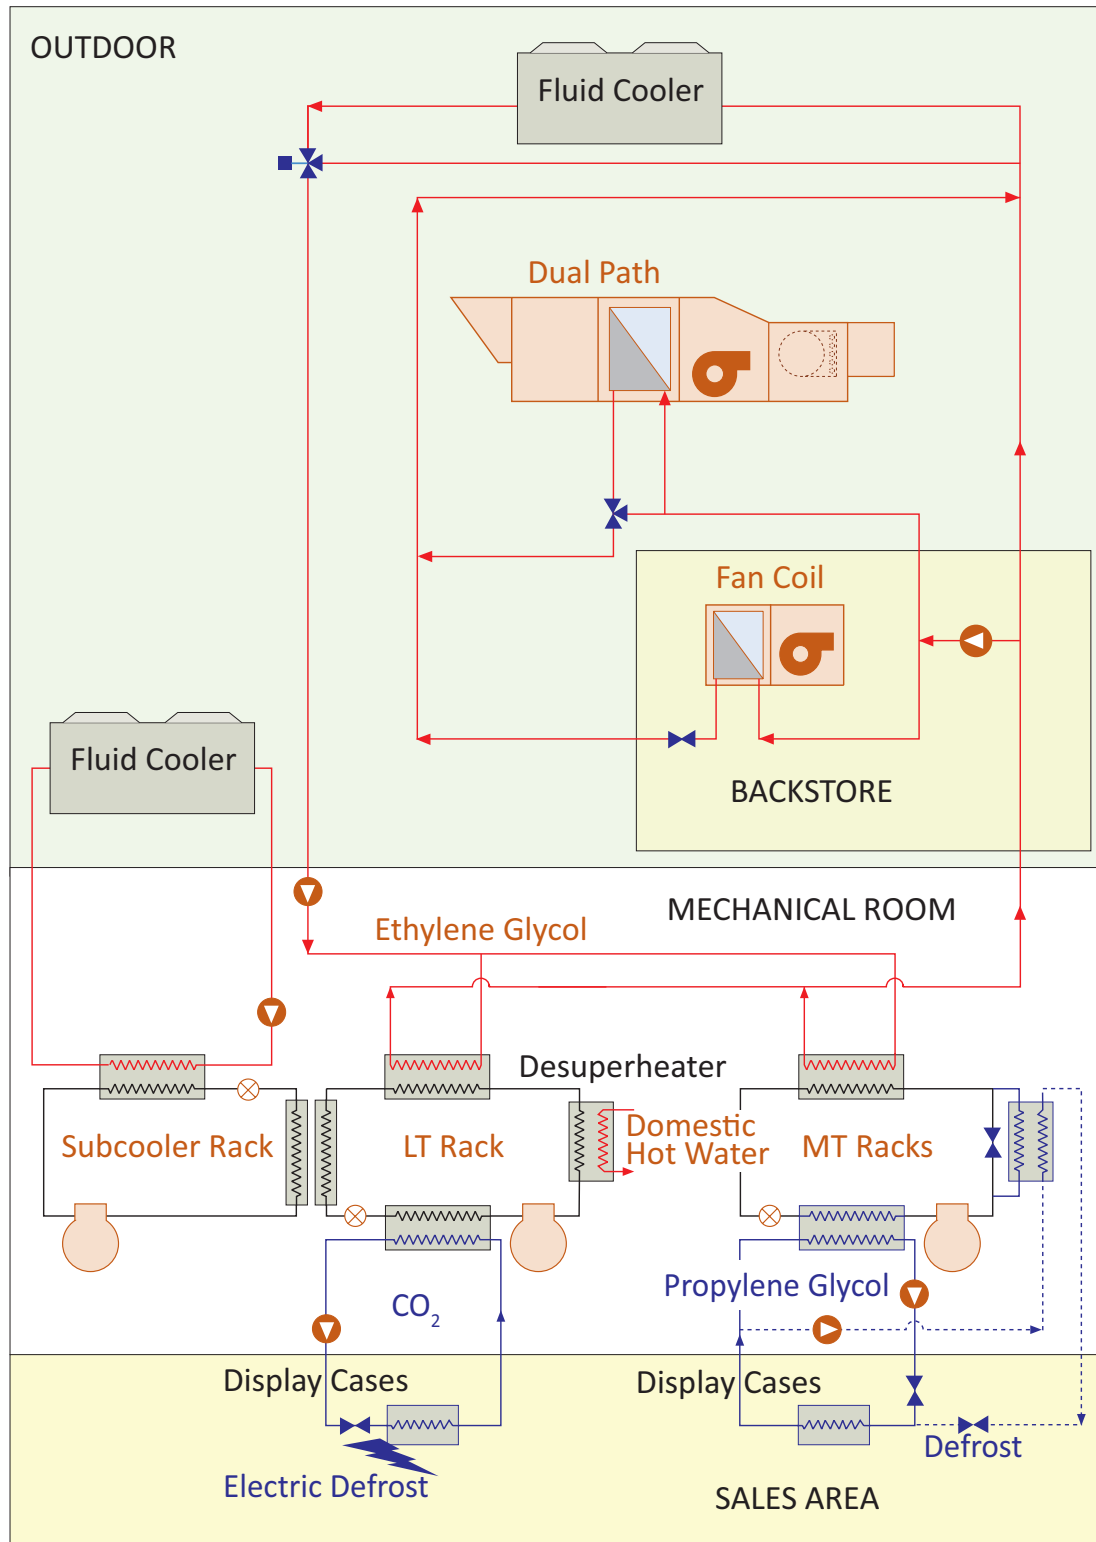 OUTDOOR
Fluid Cooler
Dual Path
Fan Coil
Fluid Cooler
BACKSTORE
MECHANICAL ROOM
Ethylene Glycol
Desuperheater
Subcooler Rack
LT Rack
Domestic
Hot Water
MT Racks
CO2
Propylene Glycol
Display Cases
Display Cases
Electric Defrost
Defrost
SALES AREA